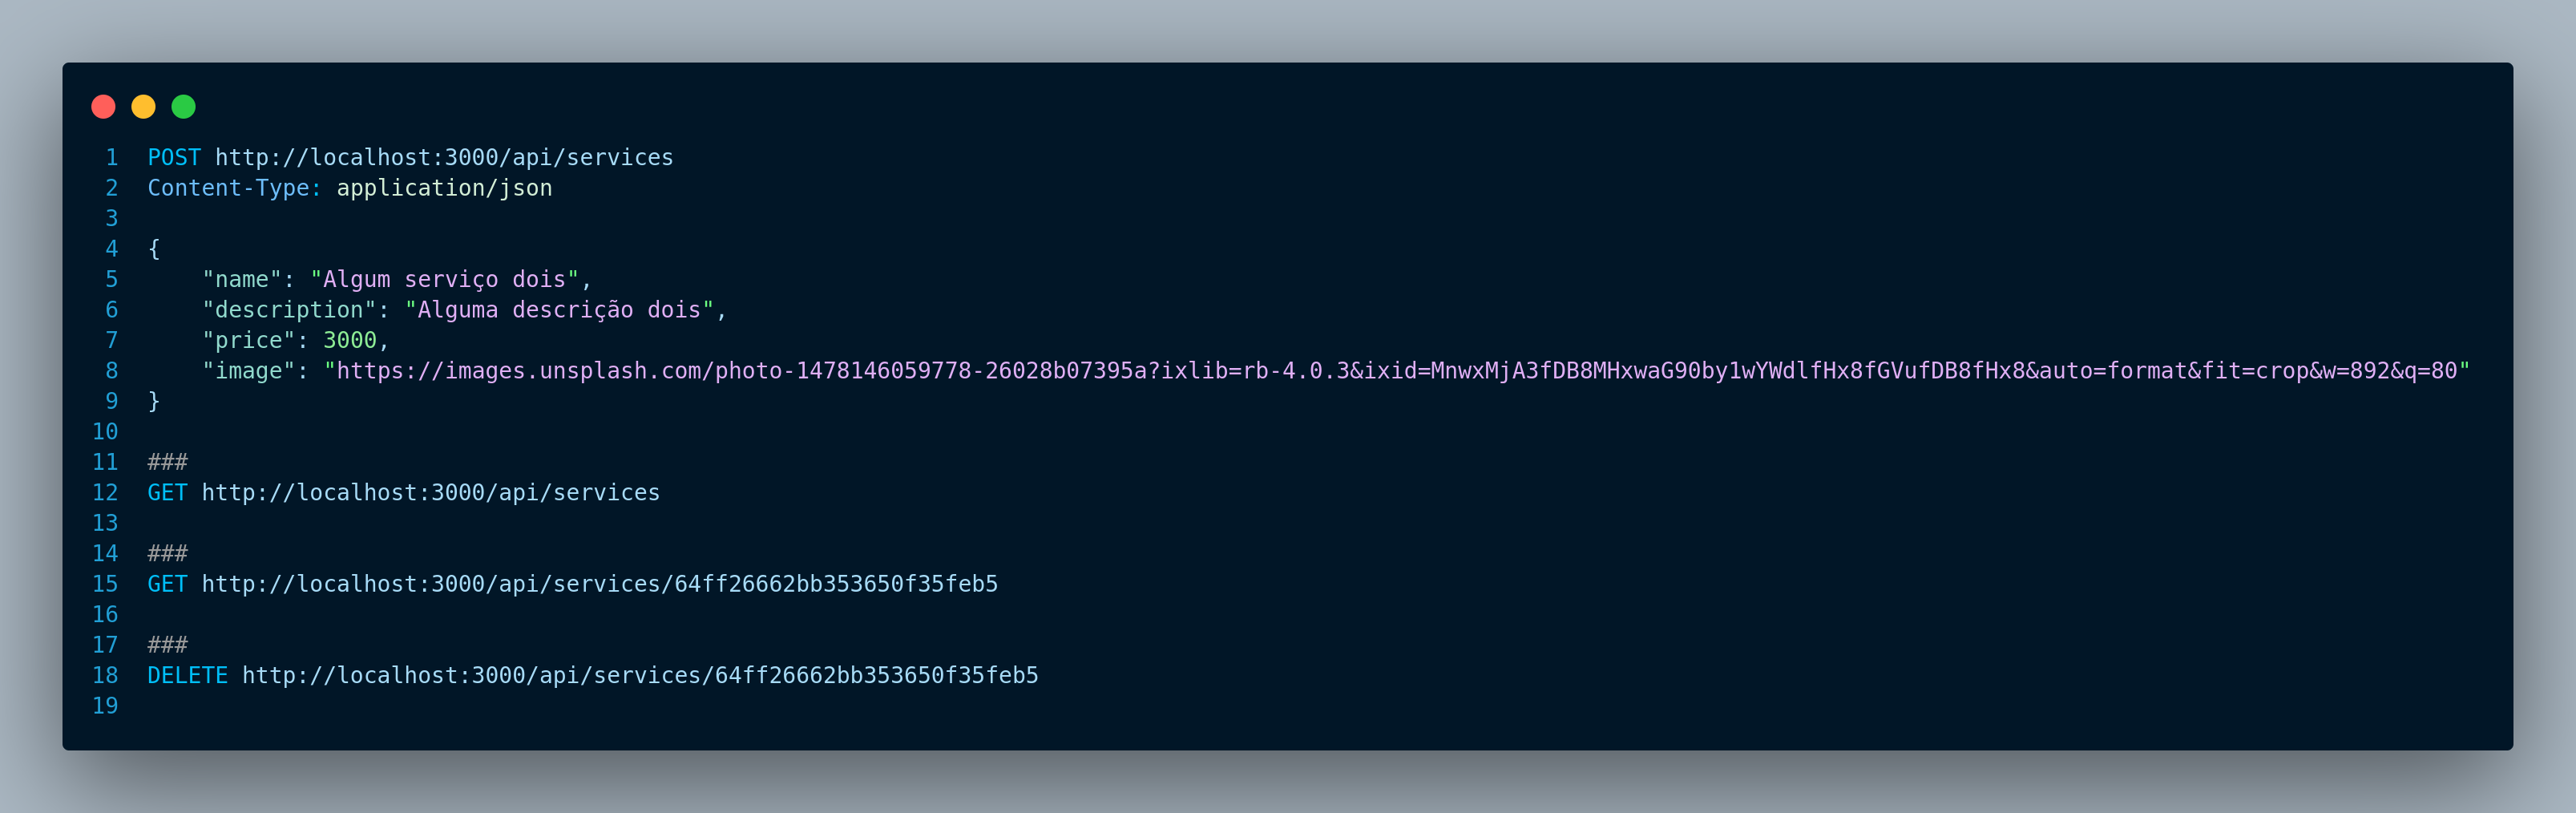 1 POST http://localhost:3000/api/services
2 Content-Type: application/json
3
4 {
5     "name": "Algum serviço dois",
6     "description": "Alguma descrição dois",
7     "price": 3000,
8     "image": "https://images.unsplash.com/photo-1478146059778-26028b07395a?ixlib=rb-4.0.3&ixid=MnwxMjA3fDB8MHxwaG90by1wYWdlfHx8fGVufDB8fHx8&auto=format&fit=crop&w=892&q=80"
9 }
10
11 ###
12 GET http://localhost:3000/api/services
13
14 ###
15 GET http://localhost:3000/api/services/64ff26662bb353650f35feb5
16
17 ###
18 DELETE http://localhost:3000/api/services/64ff26662bb353650f35feb5
19